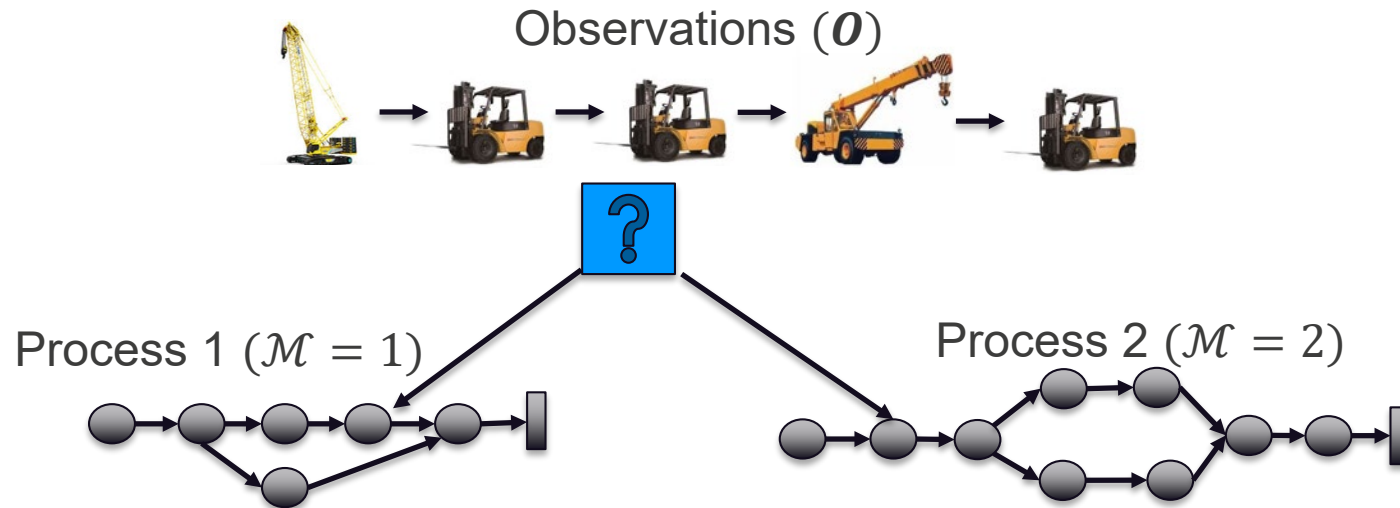 Observations (𝑶)
?
Process 1 (ℳ = 1)
Process 2 (ℳ = 2)